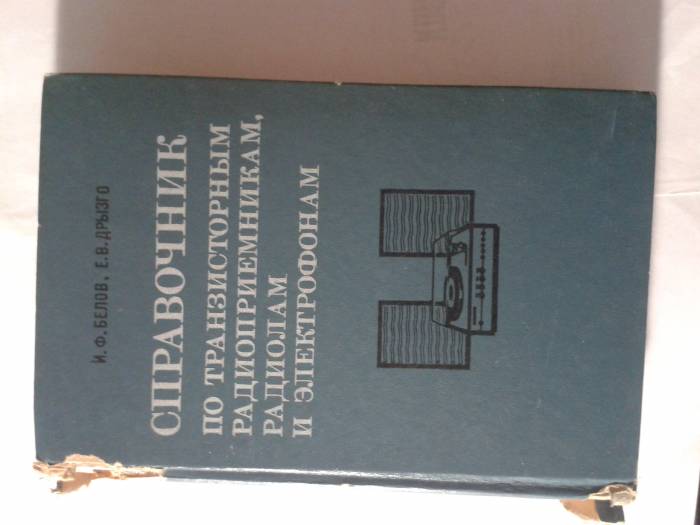 И.Ф.БЕЛОВ, Е.В.ДРЫЗГО
СПРАВОЧНИК
ПО ТРАНЗИСТОРНЫМ
РАДИОПРИЕМНИКАМ,
РАДИОЛАМ
И ЭЛЕКТРОФОНАМ